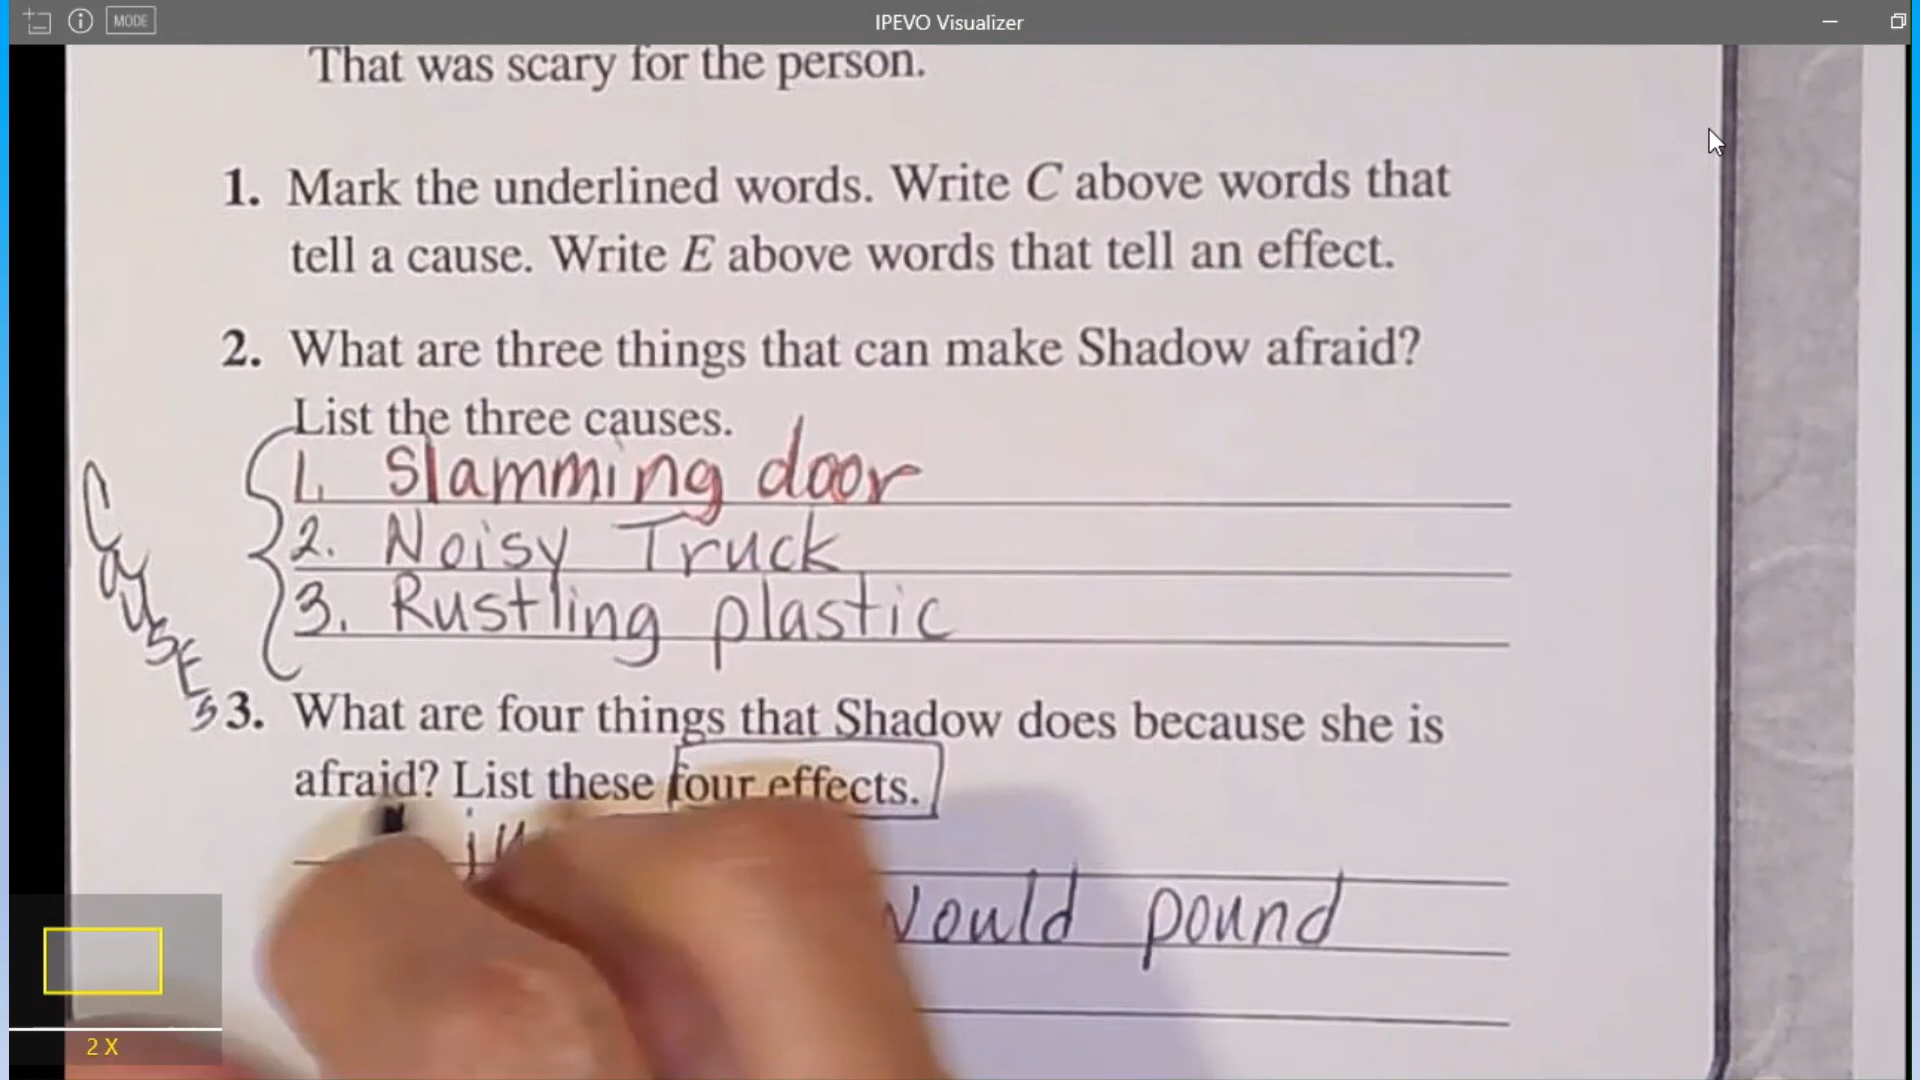 MODE
IPEVO Visualizer
That was scary for the person.
1. Mark the underlined words. Write C above words that
tell a cause. Write E above words that tell an effect.
2. What are three things that can make Shadow afraid?
List the three causes.
1. Slamming door
2. Noisy Truck
3. Rustling plastic
CausEs
3. What are four things that Shadow does because she is
afraid? List these four effects.
would pound
2 X